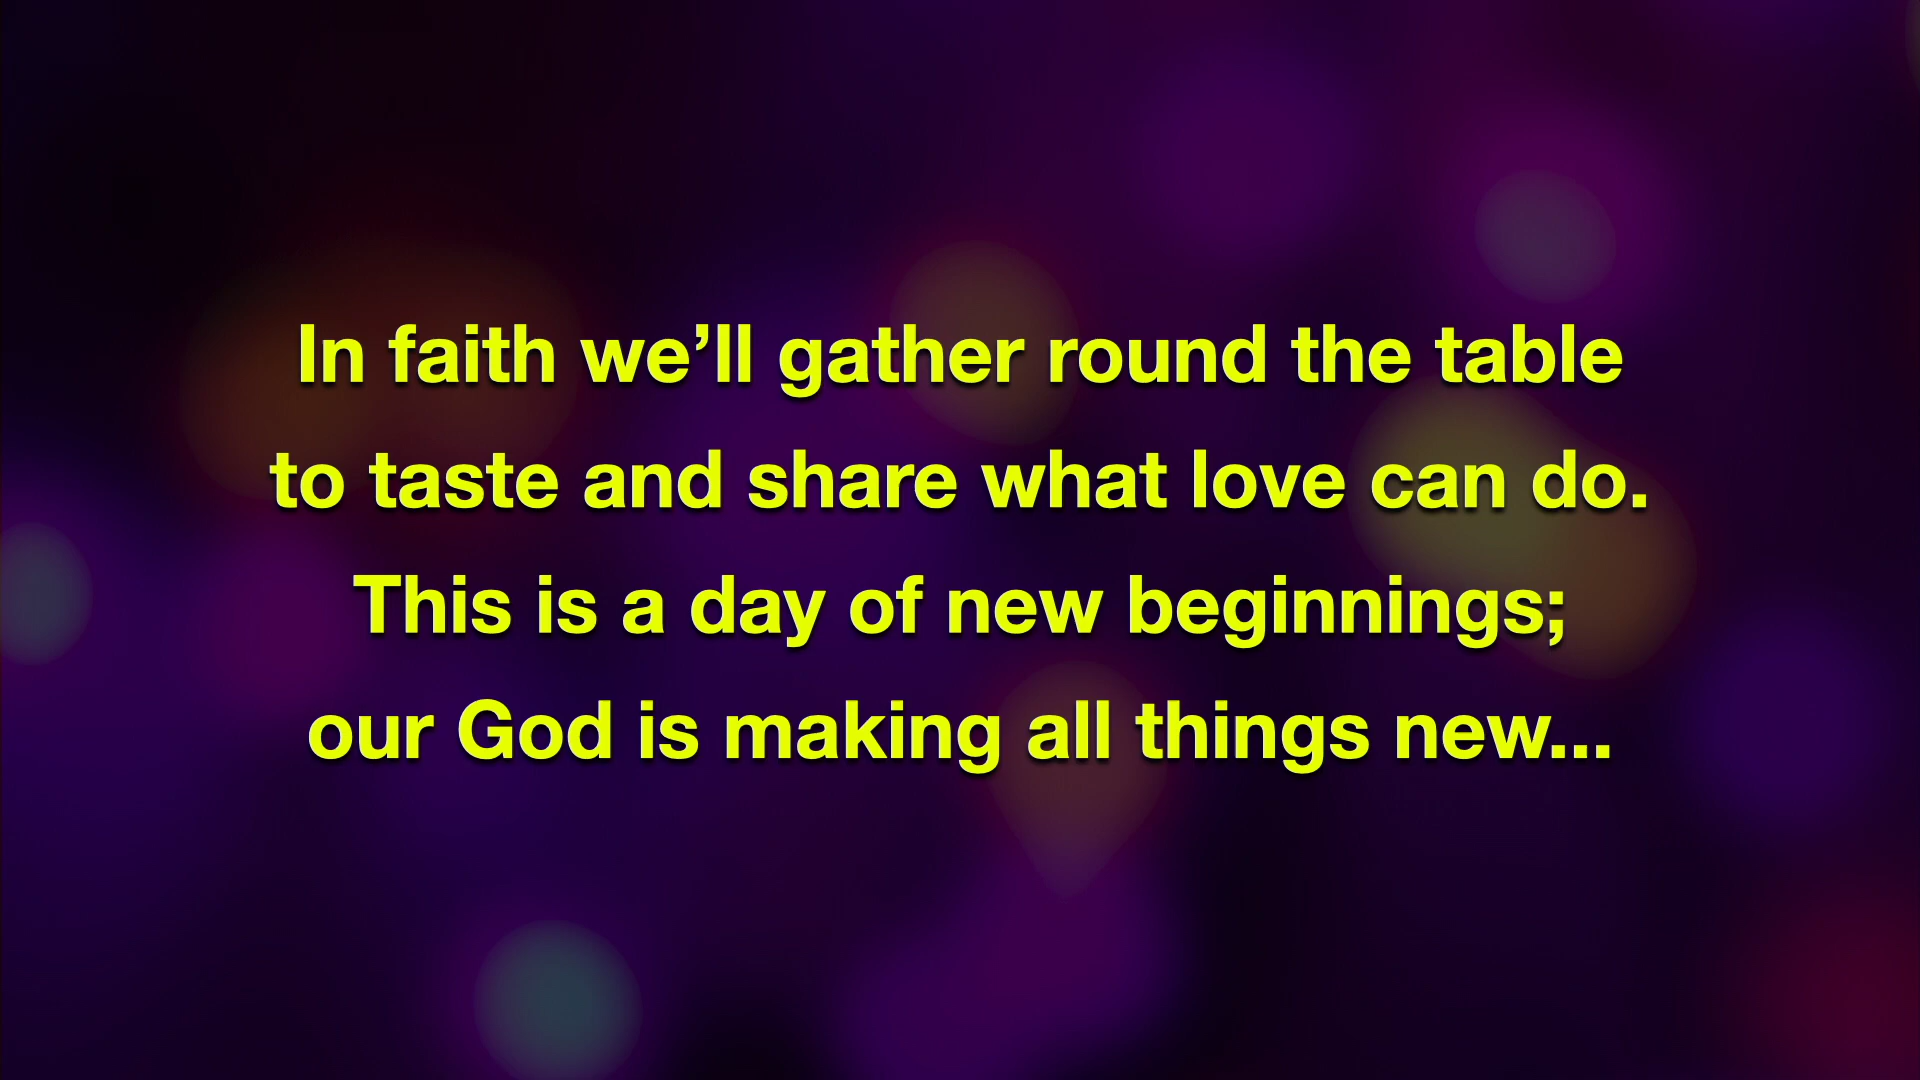 In faith we’ll gather round the table
to taste and share what love can do.
This is a day of new beginnings;
our God is making all things new...